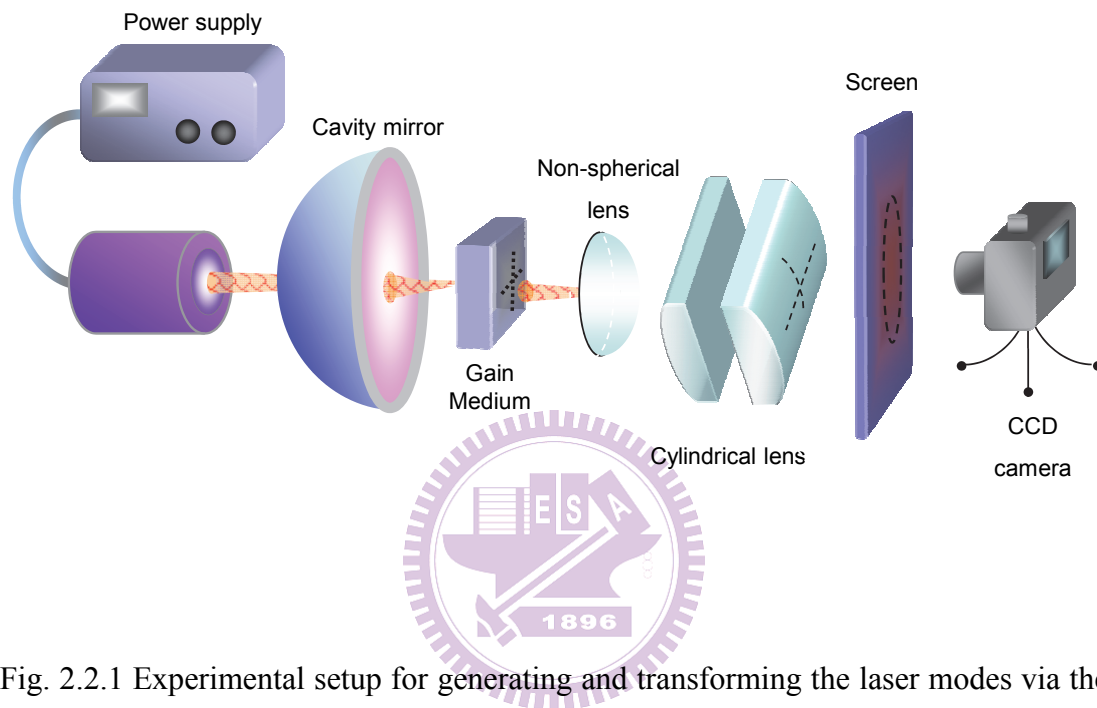 Power supply
Screen
Cavity mirror
Non-spherical
lens
Gain
Medium
CCD
camera
Cylindrical lens
E S A
1896
Fig. 2.2.1 Experimental setup for generating and transforming the laser modes via the